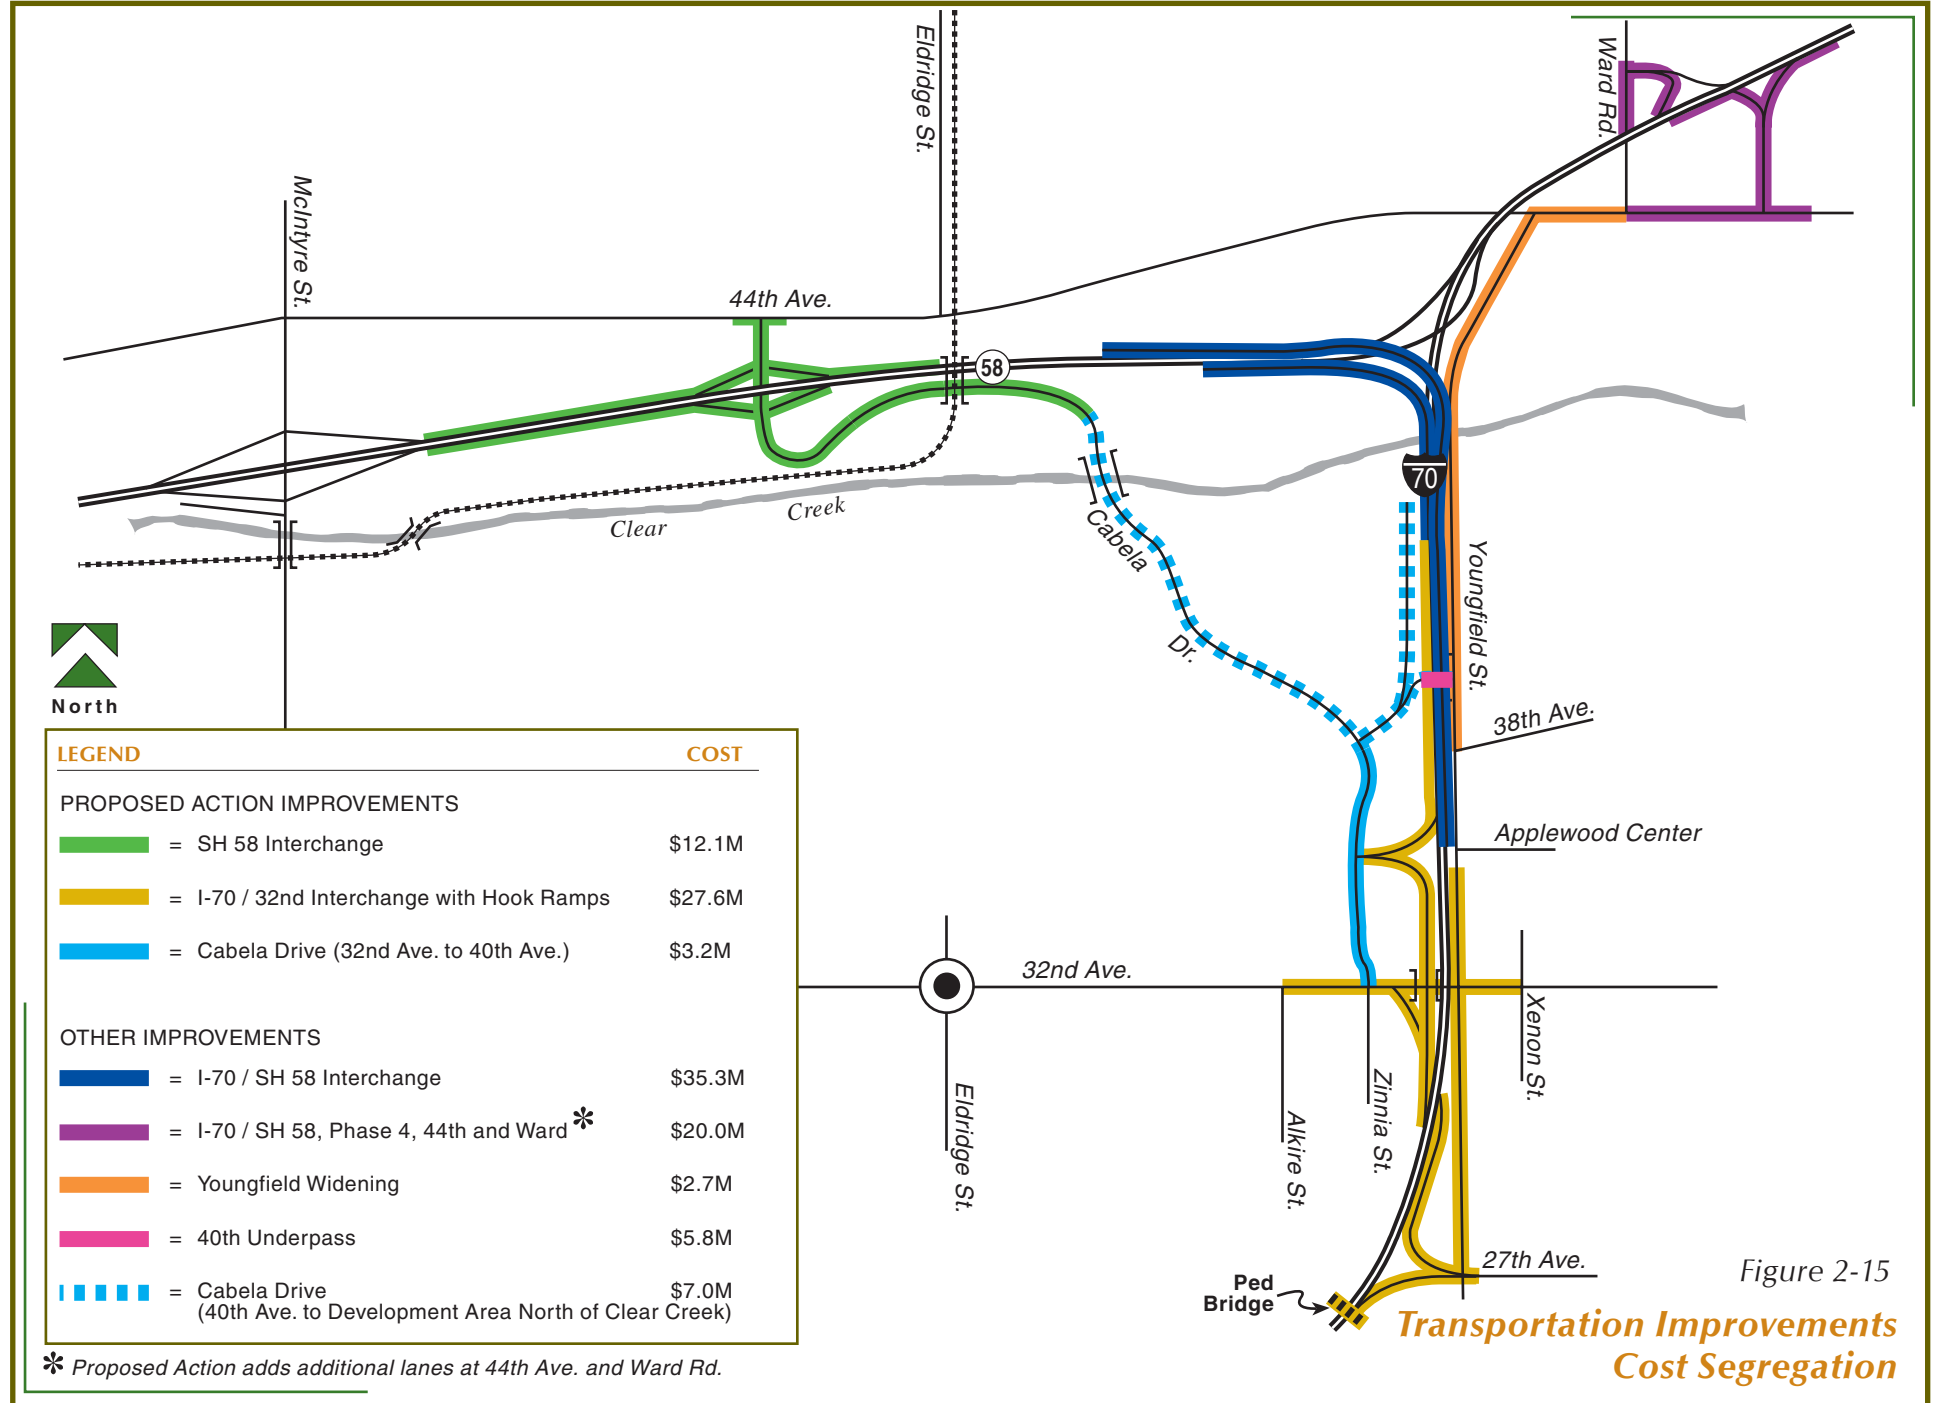 Eldridge St.
Ward Rd.
McIntyre St.
44th Ave.
58
70
Clear
Creek
Cabela
Dr.
Youngfield St.
38th Ave.
North
Applewood Center
32nd Ave.
Xenon St.
Eldridge St.
Zinnia St.
Alkire St.
27th Ave.
Ped
Bridge
LEGEND COST
PROPOSED ACTION IMPROVEMENTS
= SH 58 Interchange $12.1M
= I-70 / 32nd Interchange with Hook Ramps $27.6M
= Cabela Drive (32nd Ave. to 40th Ave.) $3.2M
OTHER IMPROVEMENTS
= I-70 / SH 58 Interchange $35.3M
= I-70 / SH 58, Phase 4, 44th and Ward * $20.0M
= Youngfield Widening $2.7M
= 40th Underpass $5.8M
= Cabela Drive $7.0M
(40th Ave. to Development Area North of Clear Creek)
* Proposed Action adds additional lanes at 44th Ave. and Ward Rd.
Figure 2-15
Transportation Improvements
Cost Segregation